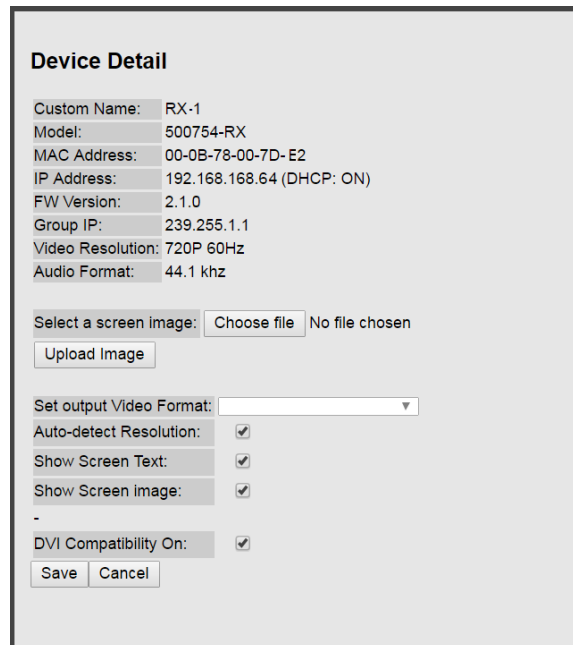 Device Detail
Custom Name: RX-1
Model: 500754-RX
MAC Address: 00-0B-78-00-7D-E2
IP Address: 192.168.168.64 (DHCP: ON)
FW Version: 2.1.0
Group IP: 239.255.1.1
Video Resolution: 720P 60Hz
Audio Format: 44.1 khz
Select a screen image: Choose file No file chosen
Upload Image
Set output Video Format:
Auto-detect Resolution:
Show Screen Text:
Show Screen image:
-
DVI Compatibility On:
Save Cancel